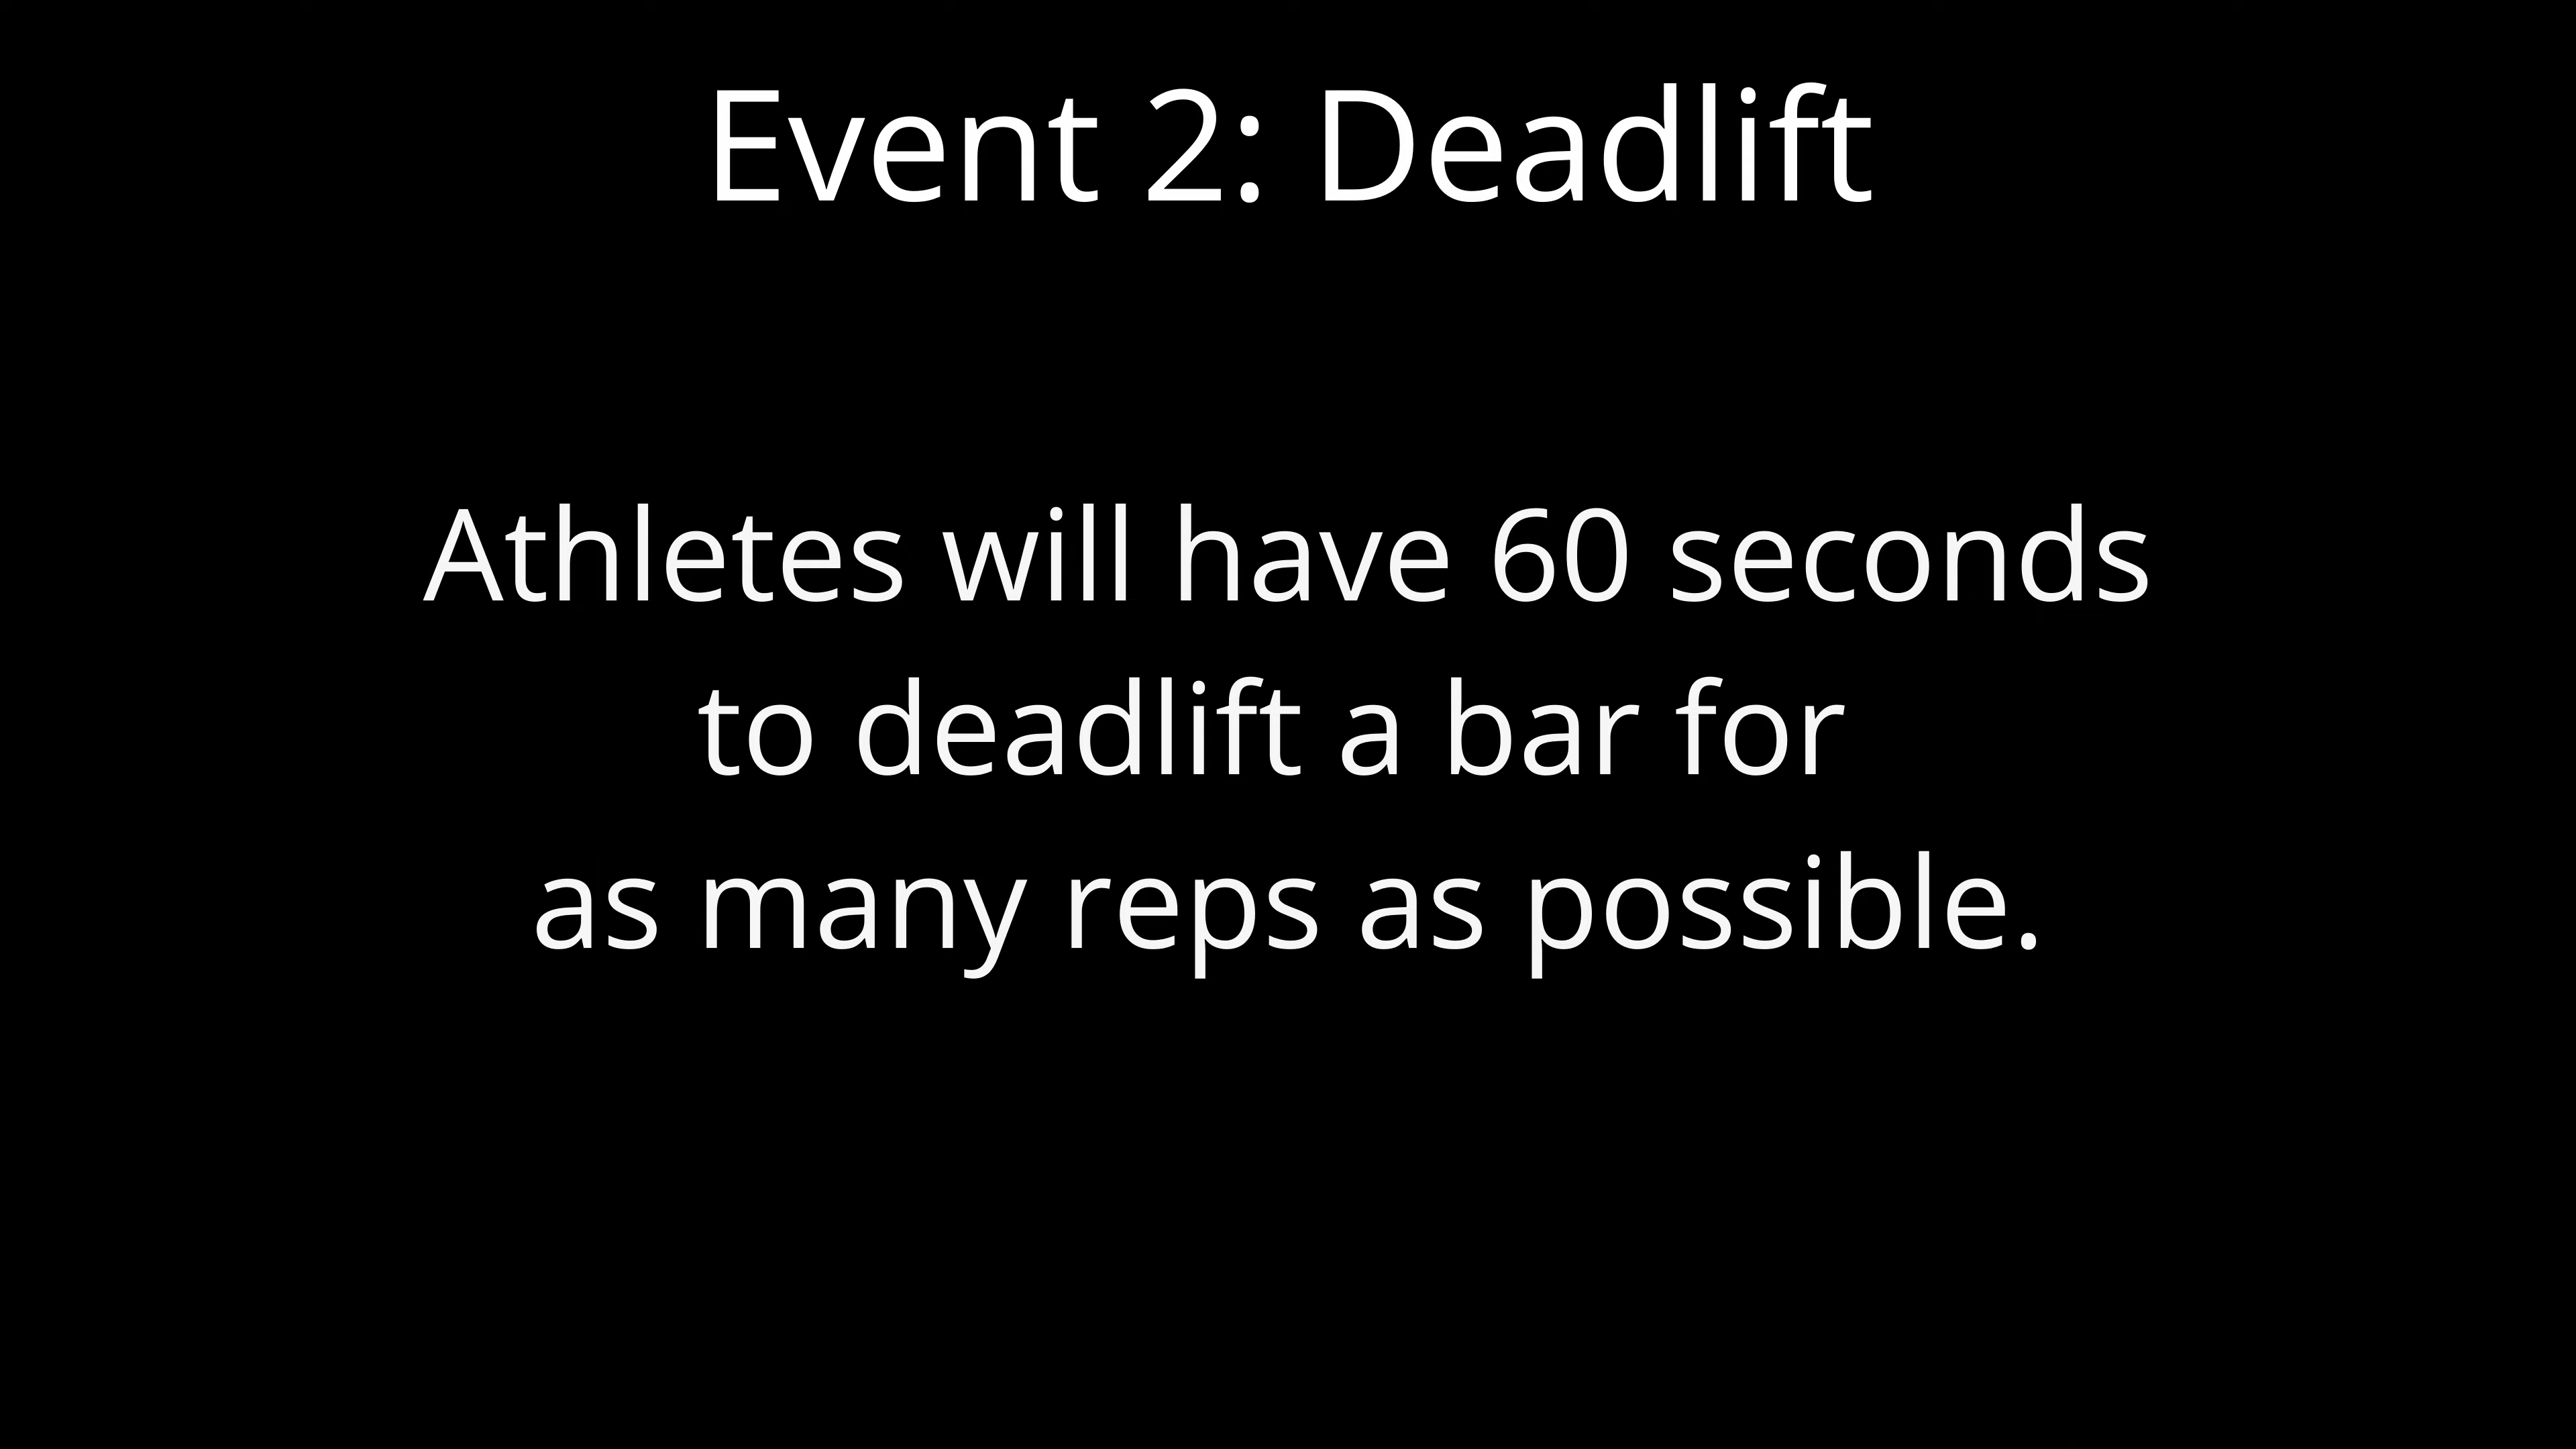 Event 2: Deadlift
Athletes will have 60 seconds
to deadlift a bar for
as many reps as possible.